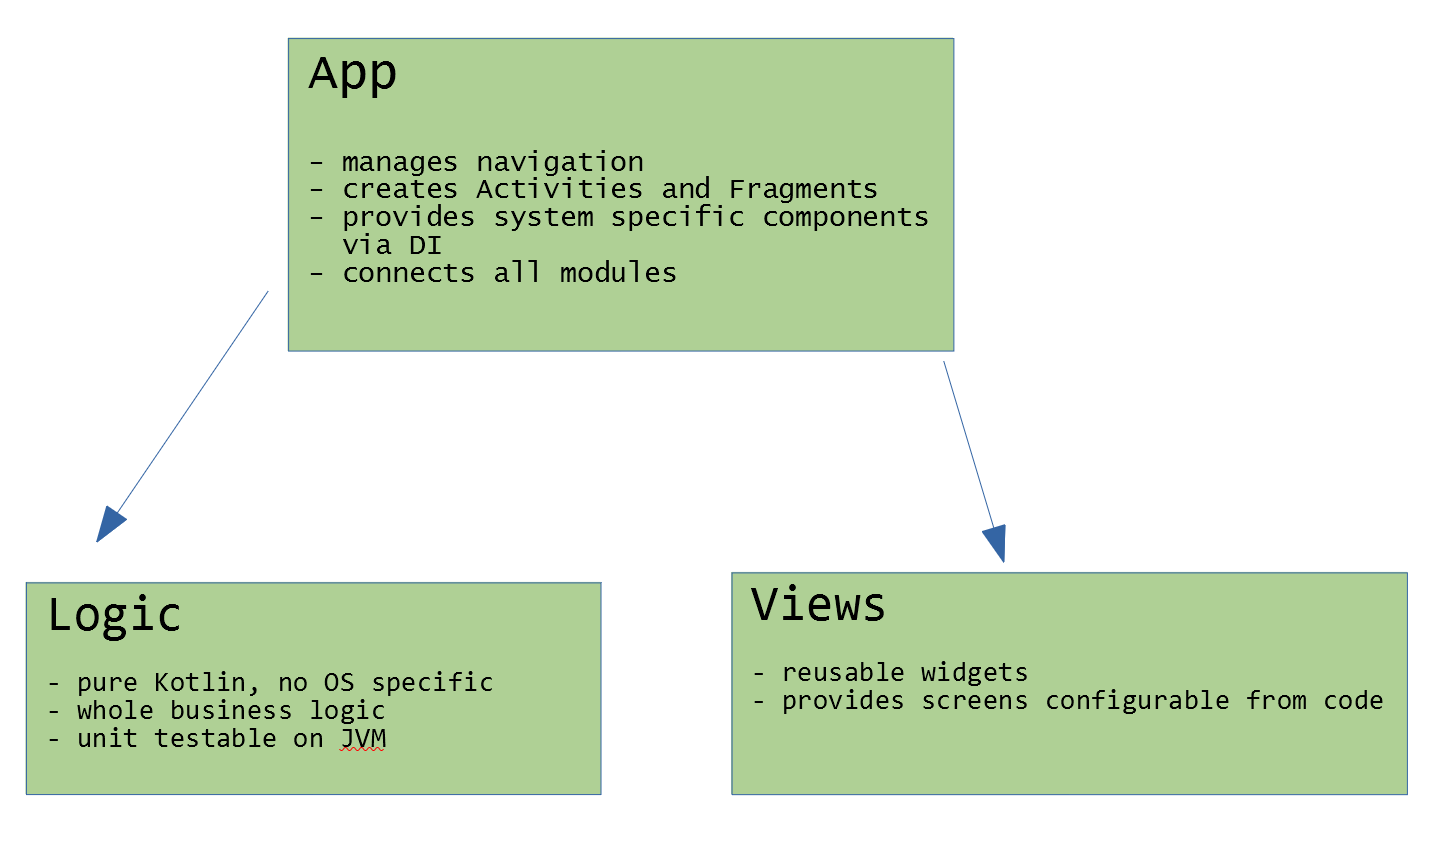 App
- manages navigation
- creates Activities and Fragments
- provides system specific components
via DI
- connects all modules
Logic
- pure Kotlin, no OS specific
- whole business logic
- unit testable on JVM
Views
- reusable widgets
- provides screens configurable from code